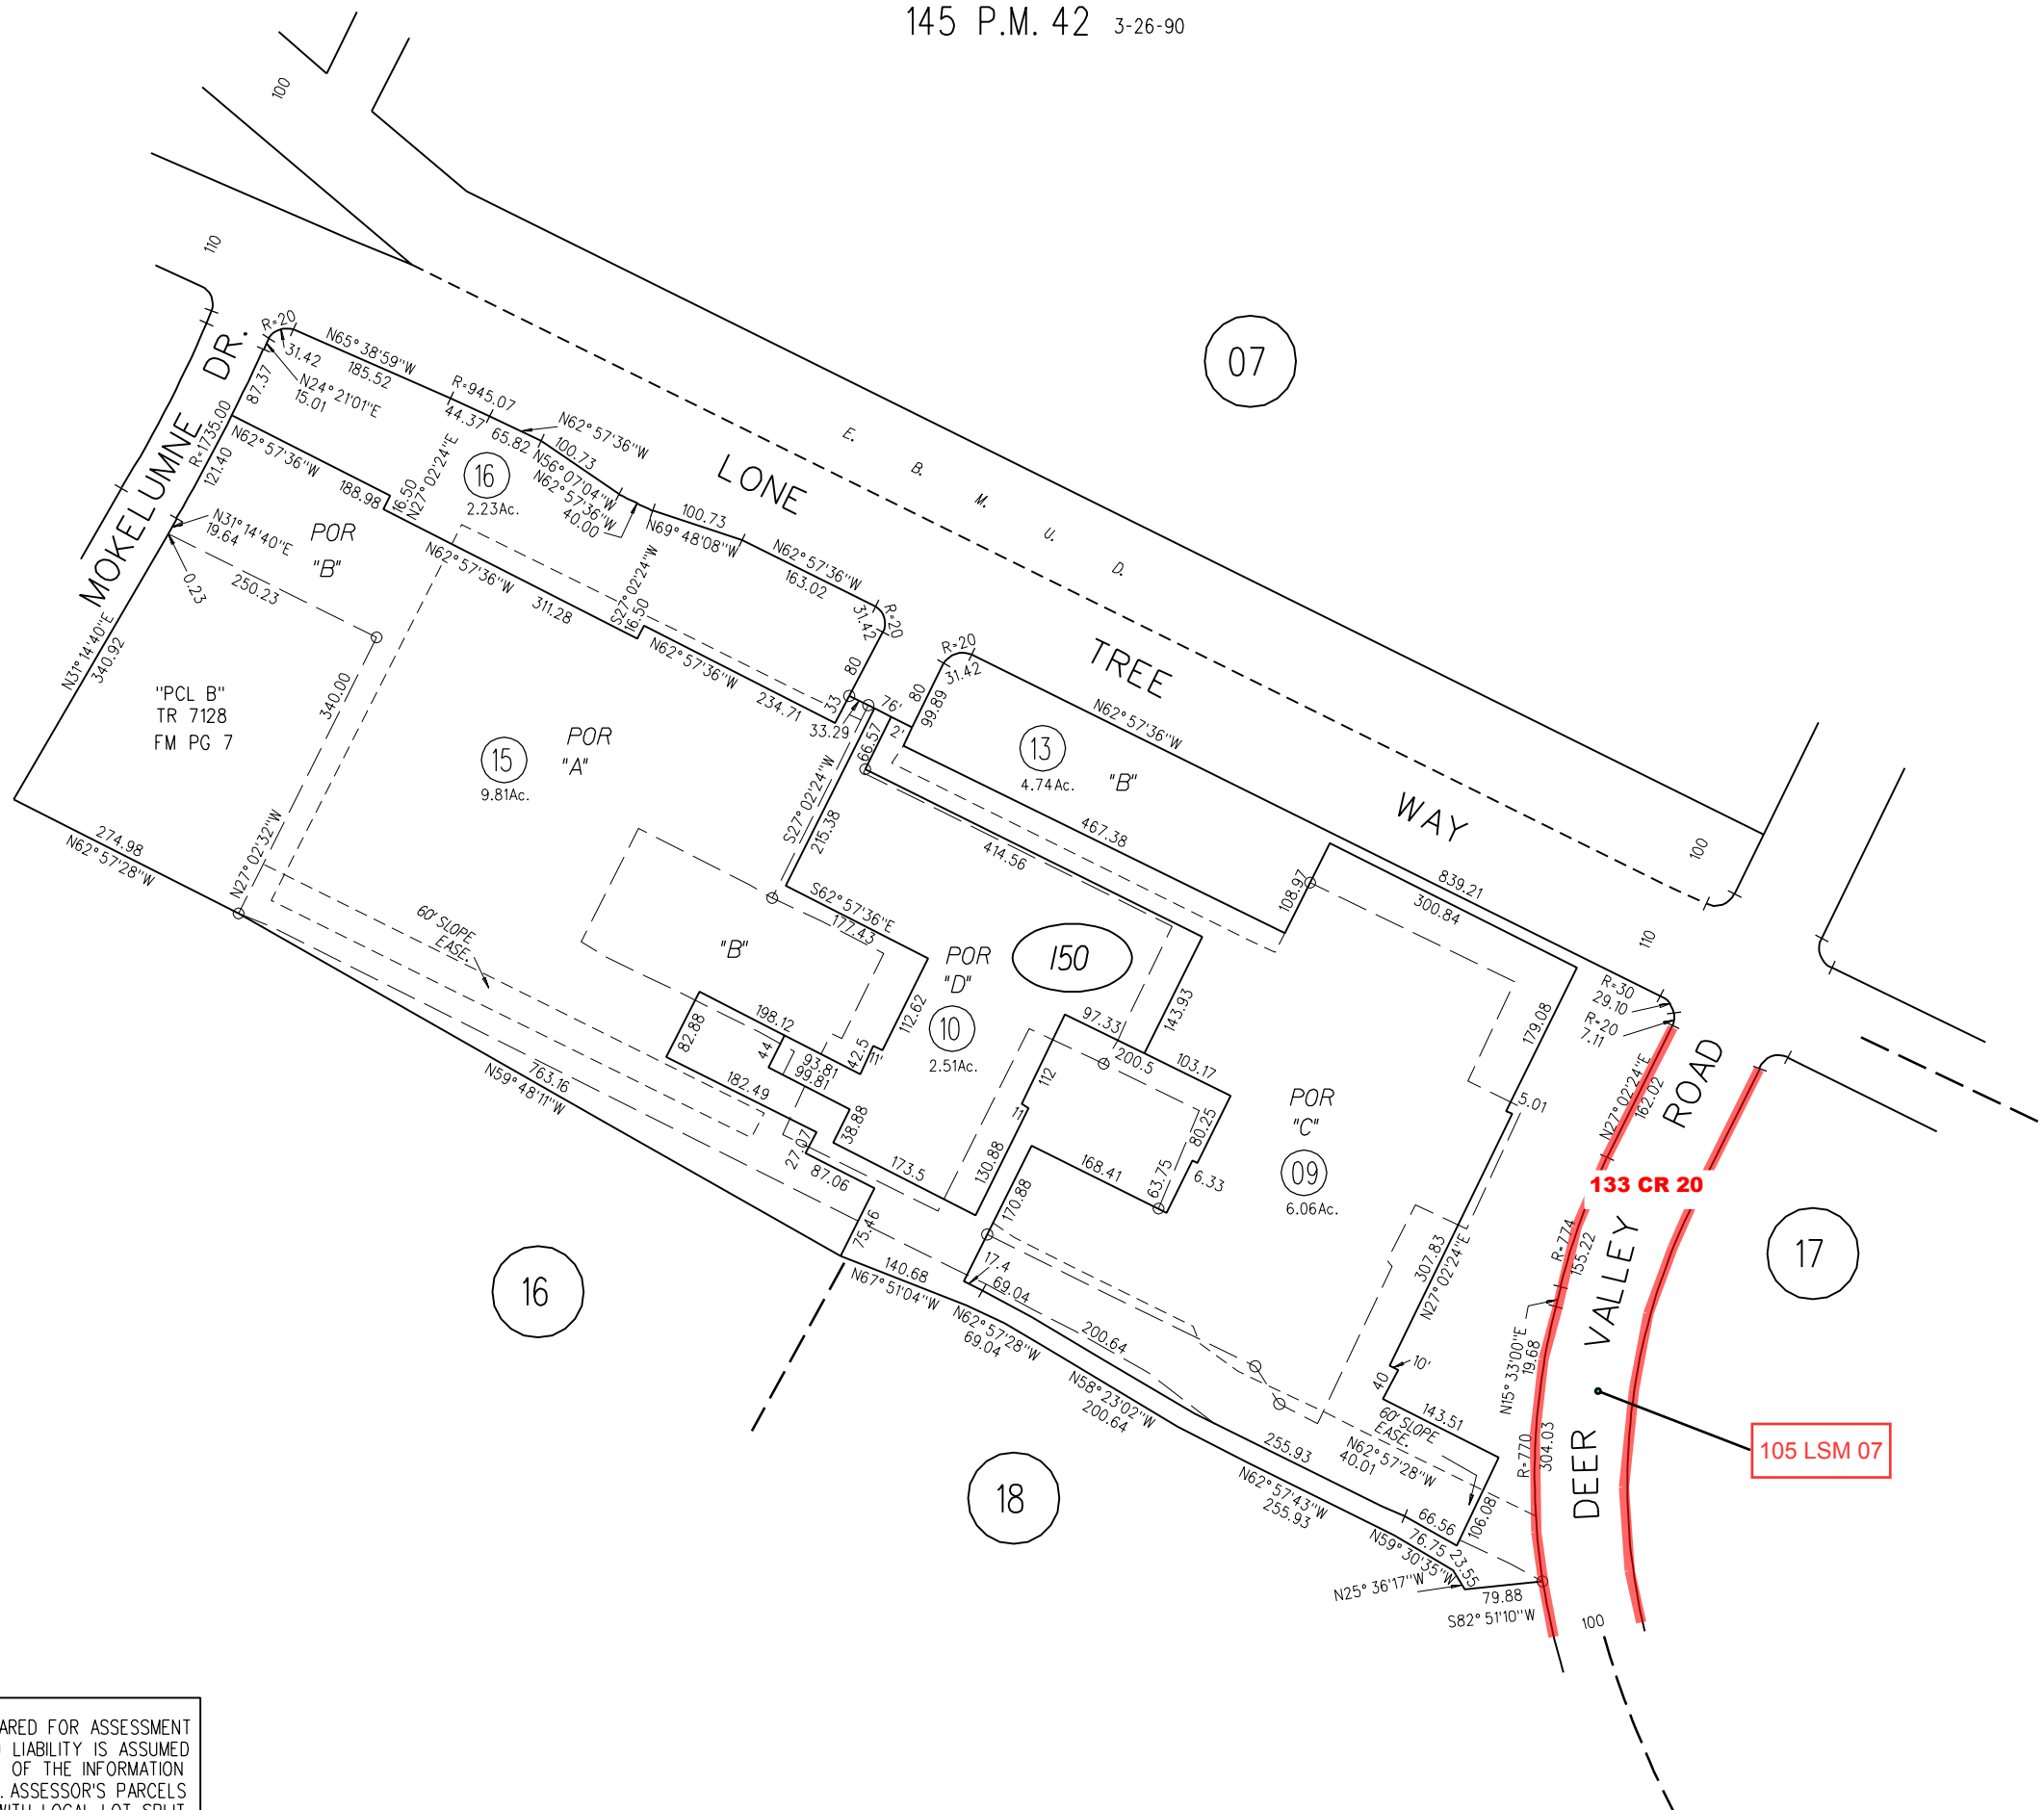 145 P.M. 42 3-26-90
100
110
07
E. B. M. U. D.
LONE TREE WAY
MOKELUMNE DR.
R=20
31.42
N24°21'01"E
15.01
87.37
N65°38'59"W
185.52
R=945.07
44.37
65.82
N62°57'36"W
100.73
N56°07'04"W
N62°57'36"W
40.00
100.73
N69°48'08"W
N62°57'36"W
163.02
31.42
R=20
80
33
R=1735.00
121.40
N62°57'36"W
188.98
16.50
N27°02'24"E
16
2.23Ac.
N62°57'36"W
311.28
S27°02'24"W
16.50
N62°57'36"W
234.71
33.29
N31°14'40"E
19.64
0.23
250.23
POR
"B"
N31°14'40"E
340.92
"PCL B"
TR 7128
FM PG 7
340.00
N27°02'32"W
274.98
N62°57'28"W
15
9.81Ac.
POR
"A"
76'
2'
66.57
80
99.89
R=20
31.42
S27°02'24"W
215.38
13
4.74Ac.
"B"
N62°57'36"W
467.38
414.56
108.97
839.21
300.84
100
110
60' SLOPE
EASE.
S62°57'36"E
177.43
"B"
POR
"D"
10
2.51Ac.
150
112.62
11'
42.5
198.12
82.88
44
93.81
99.81
182.49
38.88
27.07
87.06
173.5
75.46
130.88
11
112
97.33
200.5
143.93
103.17
80.25
6.33
63.75
168.41
170.88
17.4
POR
"C"
09
6.06Ac.
179.08
5.01
307.83
N27°02'24"E
10'
40
143.51
60' SLOPE
EASE.
N62°57'28"W
40.01
106.08
R=30
29.10
R=20
7.11
N27°02'24"E
162.02
133 CR 20
R=774
155.22
N15°33'00"E
19.68
R=770
304.03
DEER VALLEY ROAD
17
105 LSM 07
763.16
N59°48'11"W
140.68
N67°51'04"W
69.04
N62°57'28"W
69.04
200.64
N58°23'02"W
200.64
255.93
N62°57'43"W
255.93
66.56
76.75
N59°30'35"W
23.55
N25°36'17"W
79.88
S82°51'10"W
100
16
18
ARED FOR ASSESSMENT
LIABILITY IS ASSUMED
OF THE INFORMATION
. ASSESSOR'S PARCELS
WITH LOCAL LOT SPLIT